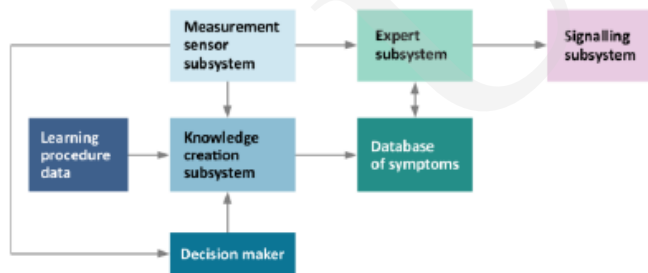 Measurement
sensor
subsystem
Expert
subsystem
Signalling
subsystem
Learning
procedure
data
Knowledge
creation
subsystem
Database
of symptoms
Decision maker